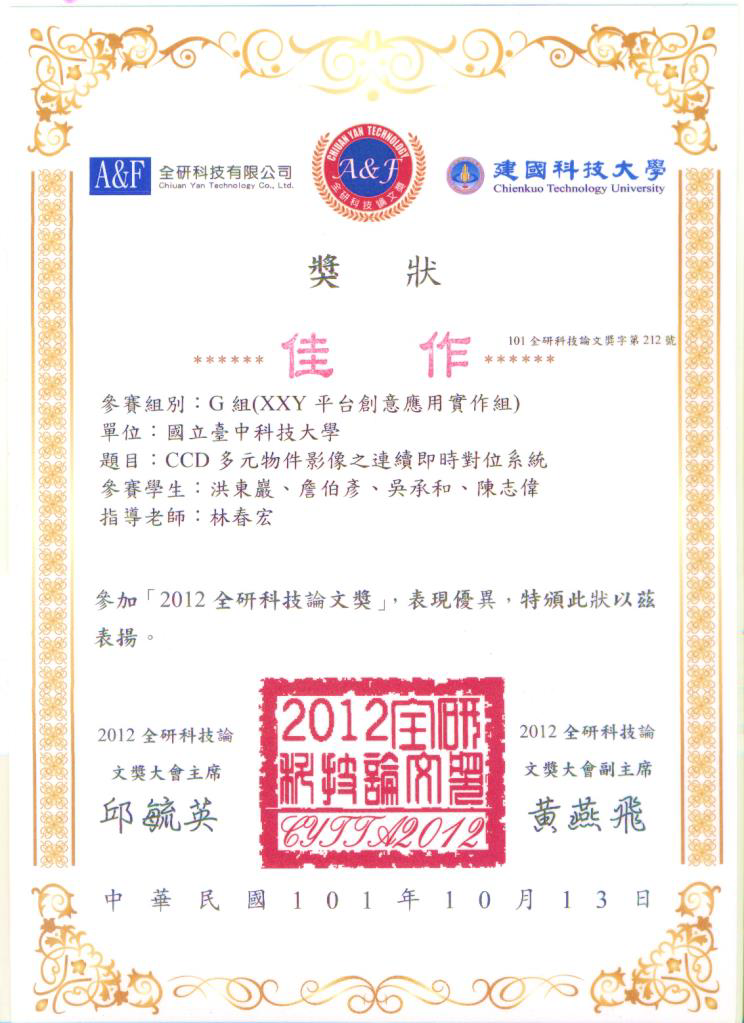 A&F 全研科技有限公司
Chiuan Yan Technology Co., Ltd.
CHIUAN YAN TECHNOLOGY
A&F
全研科技論文獎
建國科技大學
Chienkuo Technology University
獎 狀
101 全研科技論文獎字第 212 號
****** 佳 作 ******
參賽組別：G 組(XXY 平台創意應用實作組)
單位：國立臺中科技大學
題目：CCD 多元物件影像之連續即時對位系統
參賽學生：洪東巖、詹伯彥、吳承和、陳志偉
指導老師：林春宏
參加「2012 全研科技論文獎」，表現優異，特頒此狀以茲
表揚。
2012 全研科技論
文獎大會主席
邱毓英
2012全研
科技論文獎
CYTTA2012
2012 全研科技論
文獎大會副主席
黃燕飛
中 華 民 國 1 0 1 年 1 0 月 1 3 日